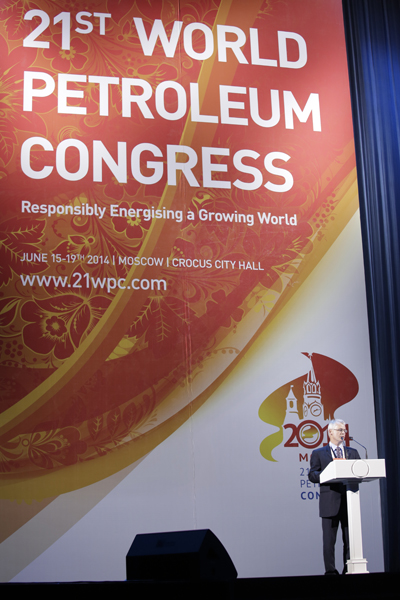 21ST WORLD
PETROLEUM
CONGRESS
Responsibly Energising a Growing World
JUNE 15-19TH 2014 | MOSCOW | CROCUS CITY HALL
www.21wpc.com
CON